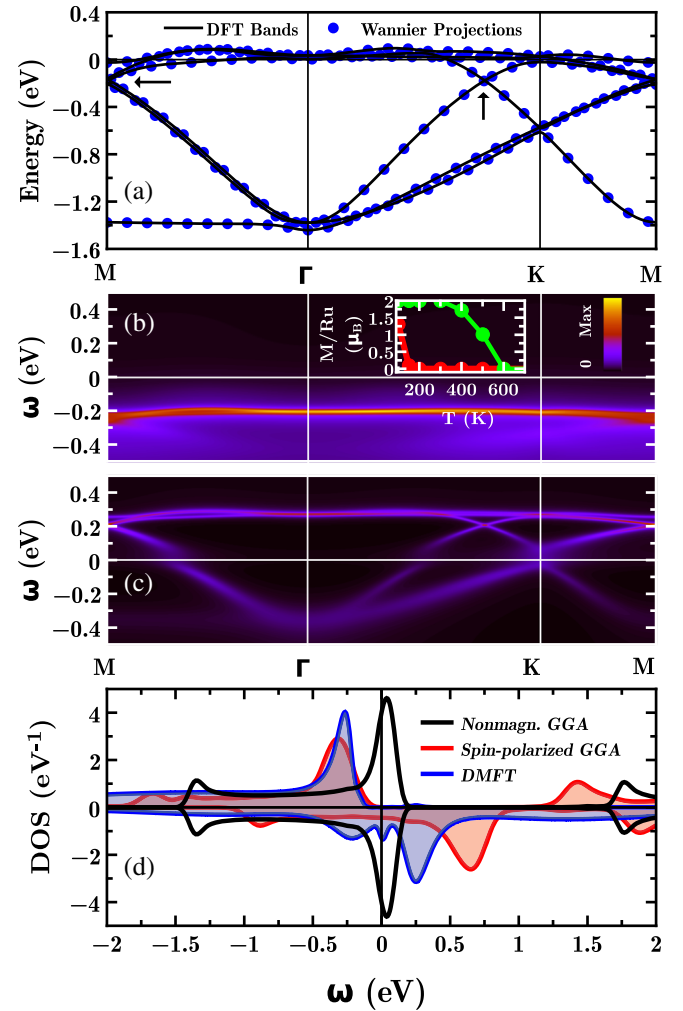 DFT Bands Wannier Projections
0.4
0
−0.4
−0.8
−1.2
−1.6
Energy (eV)
(a)
M Γ K M
0.4
0.2
0
−0.2
−0.4
ω (eV)
(b)
M/Ru
(μB)
2
1.5
1
0.5
0
200 400 600
T (K)
0 Max
0.4
0.2
0
−0.2
−0.4
ω (eV)
(c)
M Γ K M
4
2
0
−2
−4
DOS (eV-1)
Nonmagn. GGA
Spin-polarized GGA
DMFT
(d)
−2 −1.5 −1 −0.5 0 0.5 1 1.5 2
ω (eV)